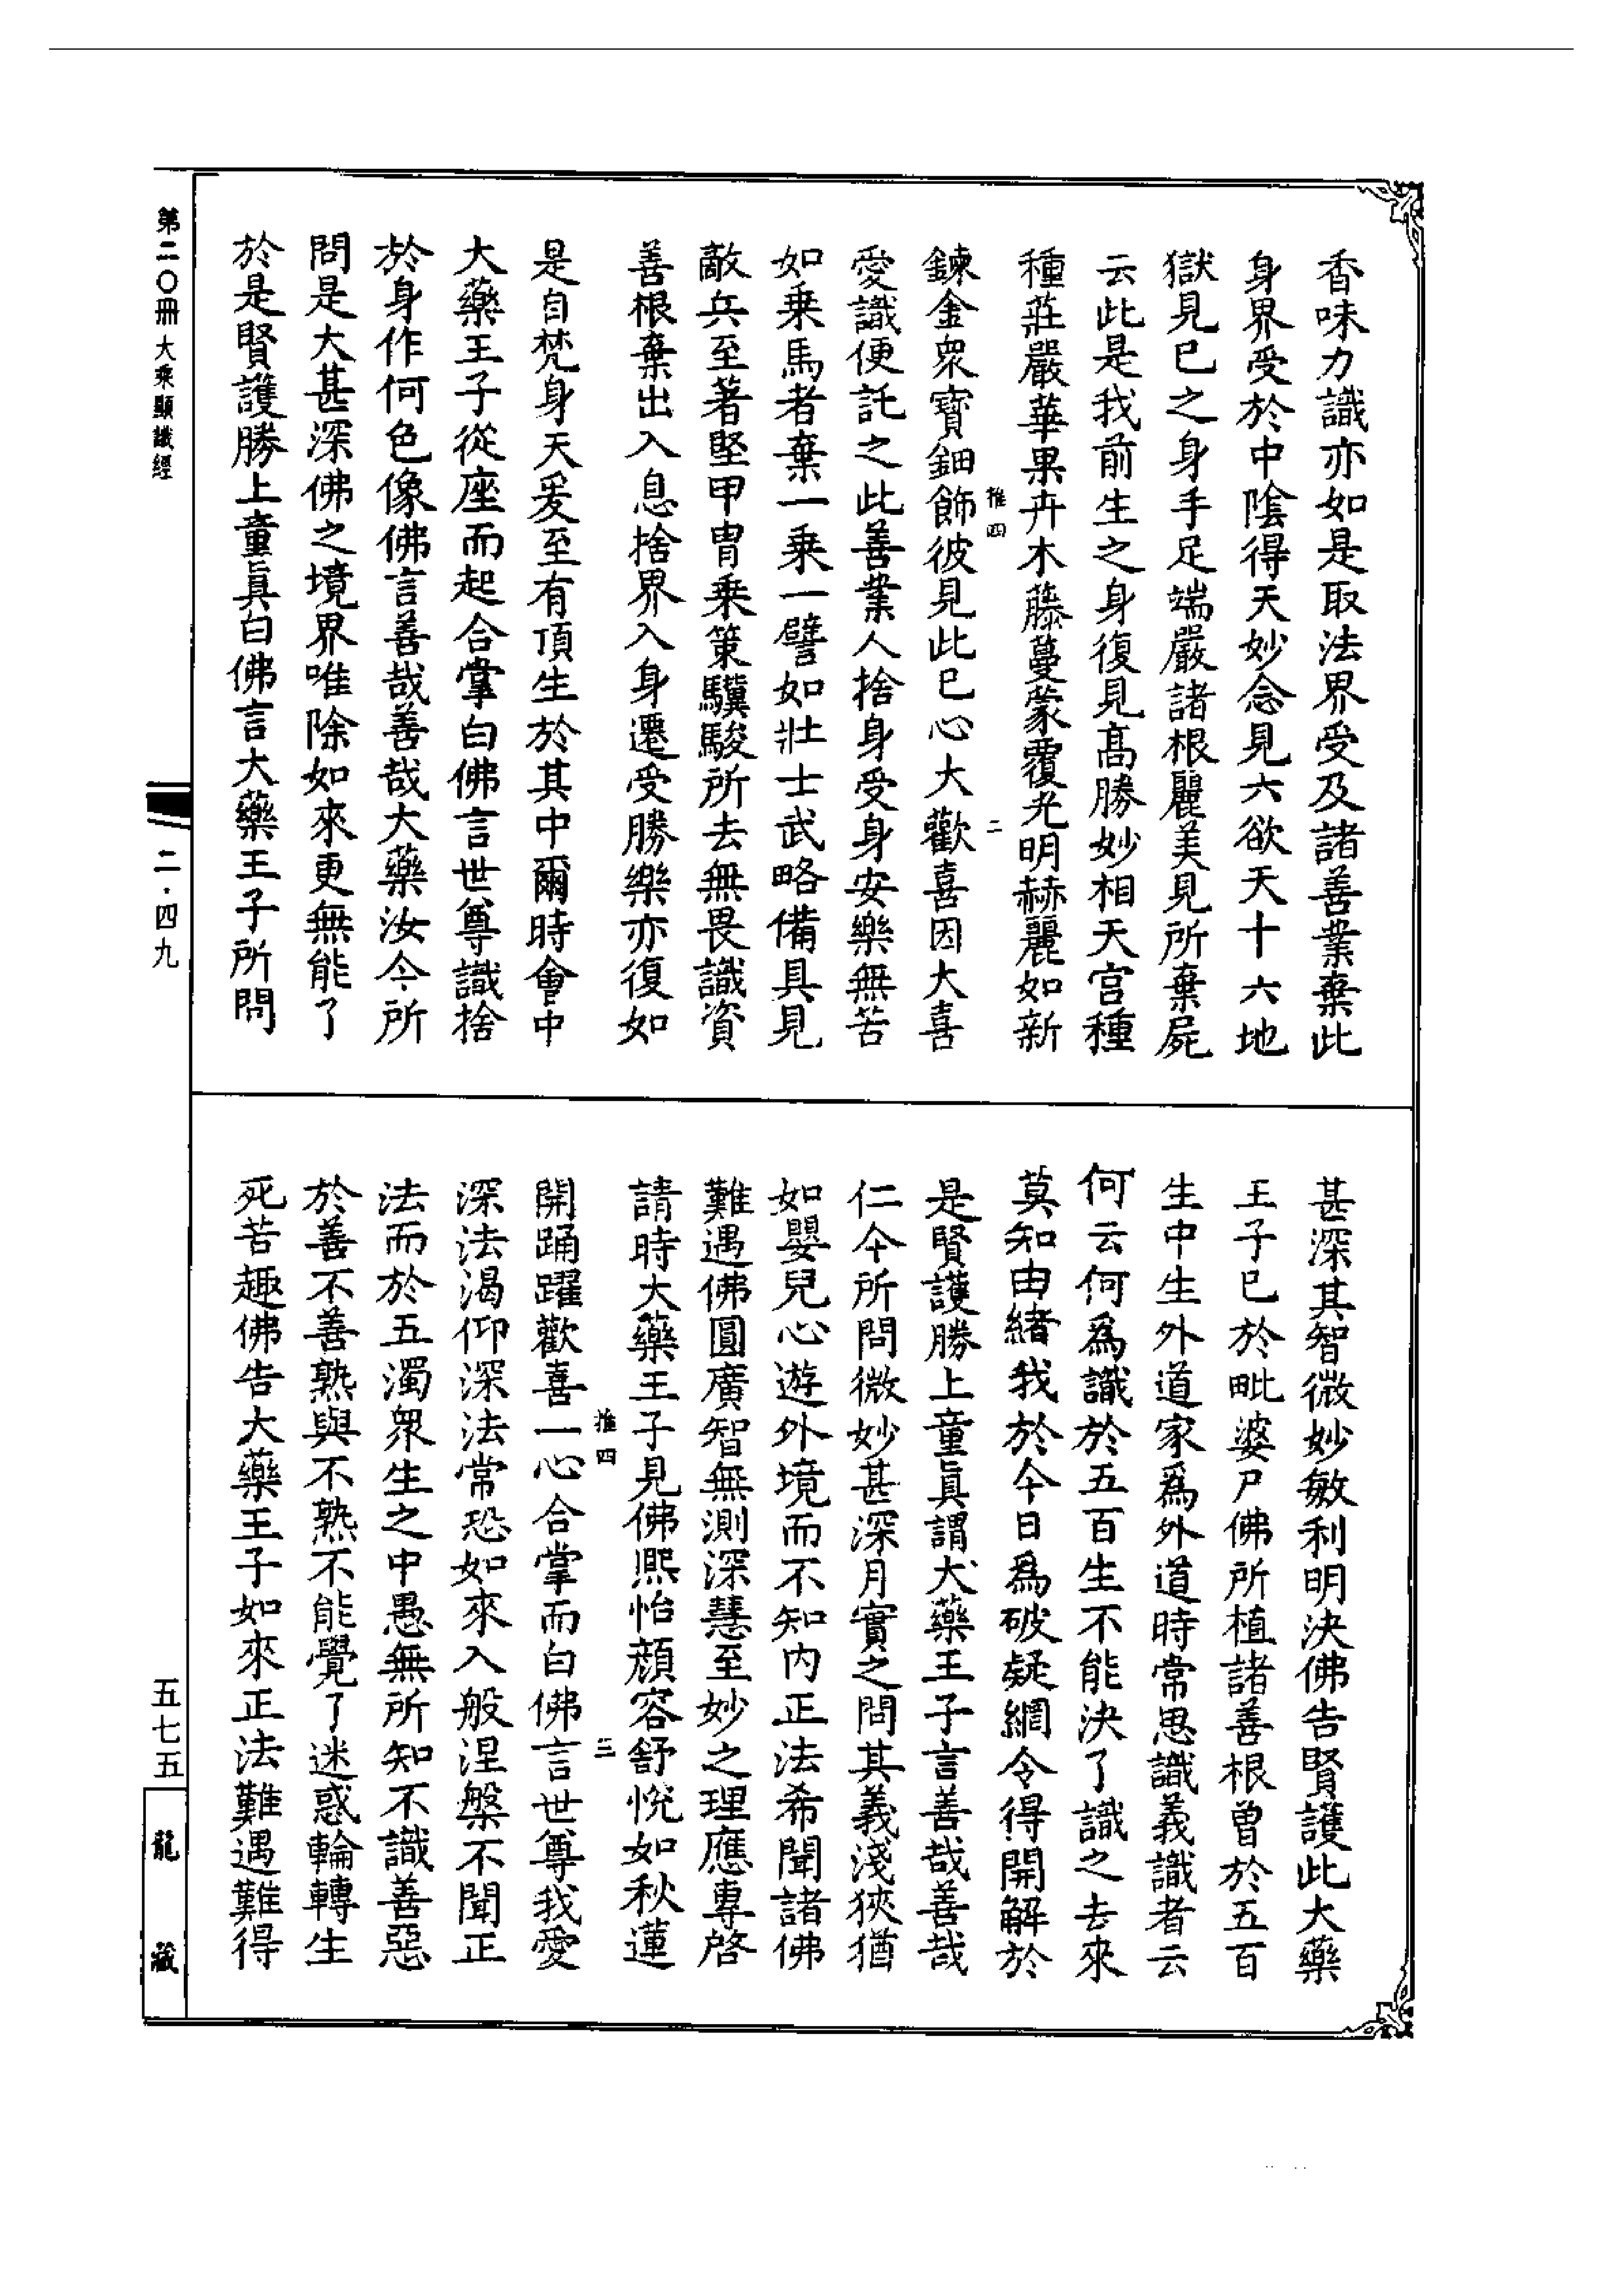 香味力識亦如是取法界受及諸善業棄此
身界受於中陰得天妙念見六欲天十六地
獄見巳之身手足端嚴諸根麗美見所棄屍
云此是我前生之身復見高勝妙相天宮種
種莊嚴華果卉木藤蔓蒙覆光明赫麗如新
推四 二
鍊金衆寶鈿飾彼見此巳心大歡喜因大喜
愛識便託之此善業人捨身受身安樂無苦
如乗馬者棄一乗一譬如壯士武略備具見
敵兵至著堅甲冑乗策驥駿所去無畏識資
善根棄出入息捨界入身遷受勝樂亦復如
是自梵身天爰至有頂生於其中爾時會中
大藥王子從座而起合掌白佛言世尊識捨
於身作何色像佛言善哉善哉大藥汝今所
問是大甚深佛之境界唯除如來更無能了
於是賢護勝上童眞白佛言大藥王子所問
甚深其智微妙敏利明決佛告賢護此大藥
王子巳於毗婆尸佛所植諸善根曽於五百
生中生外道家爲外道時常思識義識者云
何云何爲識於五百生不能決了識之去來
莫知由緒我於今日爲破疑網令得開解於
是賢護勝上童眞謂大藥王子言善哉善哉
仁今所問微妙甚深月實之問其義淺狹猶
如嬰兒心遊外境而不知內正法希聞諸佛
難遇佛圓廣智無測深慧至妙之理應專啓
請時大藥王子見佛熙怡顏容舒悅如秋蓮
推四 三
開踊躍歡喜一心合掌而白佛言世尊我愛
深法渴仰深法常恐如來入般涅槃不聞正
法而於五濁衆生之中愚無所知不識善惡
於善不善熟與不熟不能覺了迷惑輪轉生
死苦趣佛告大藥王子如來正法難遇難得
第二〇冊 大乘顯識經
二·四九
五七五
龍藏